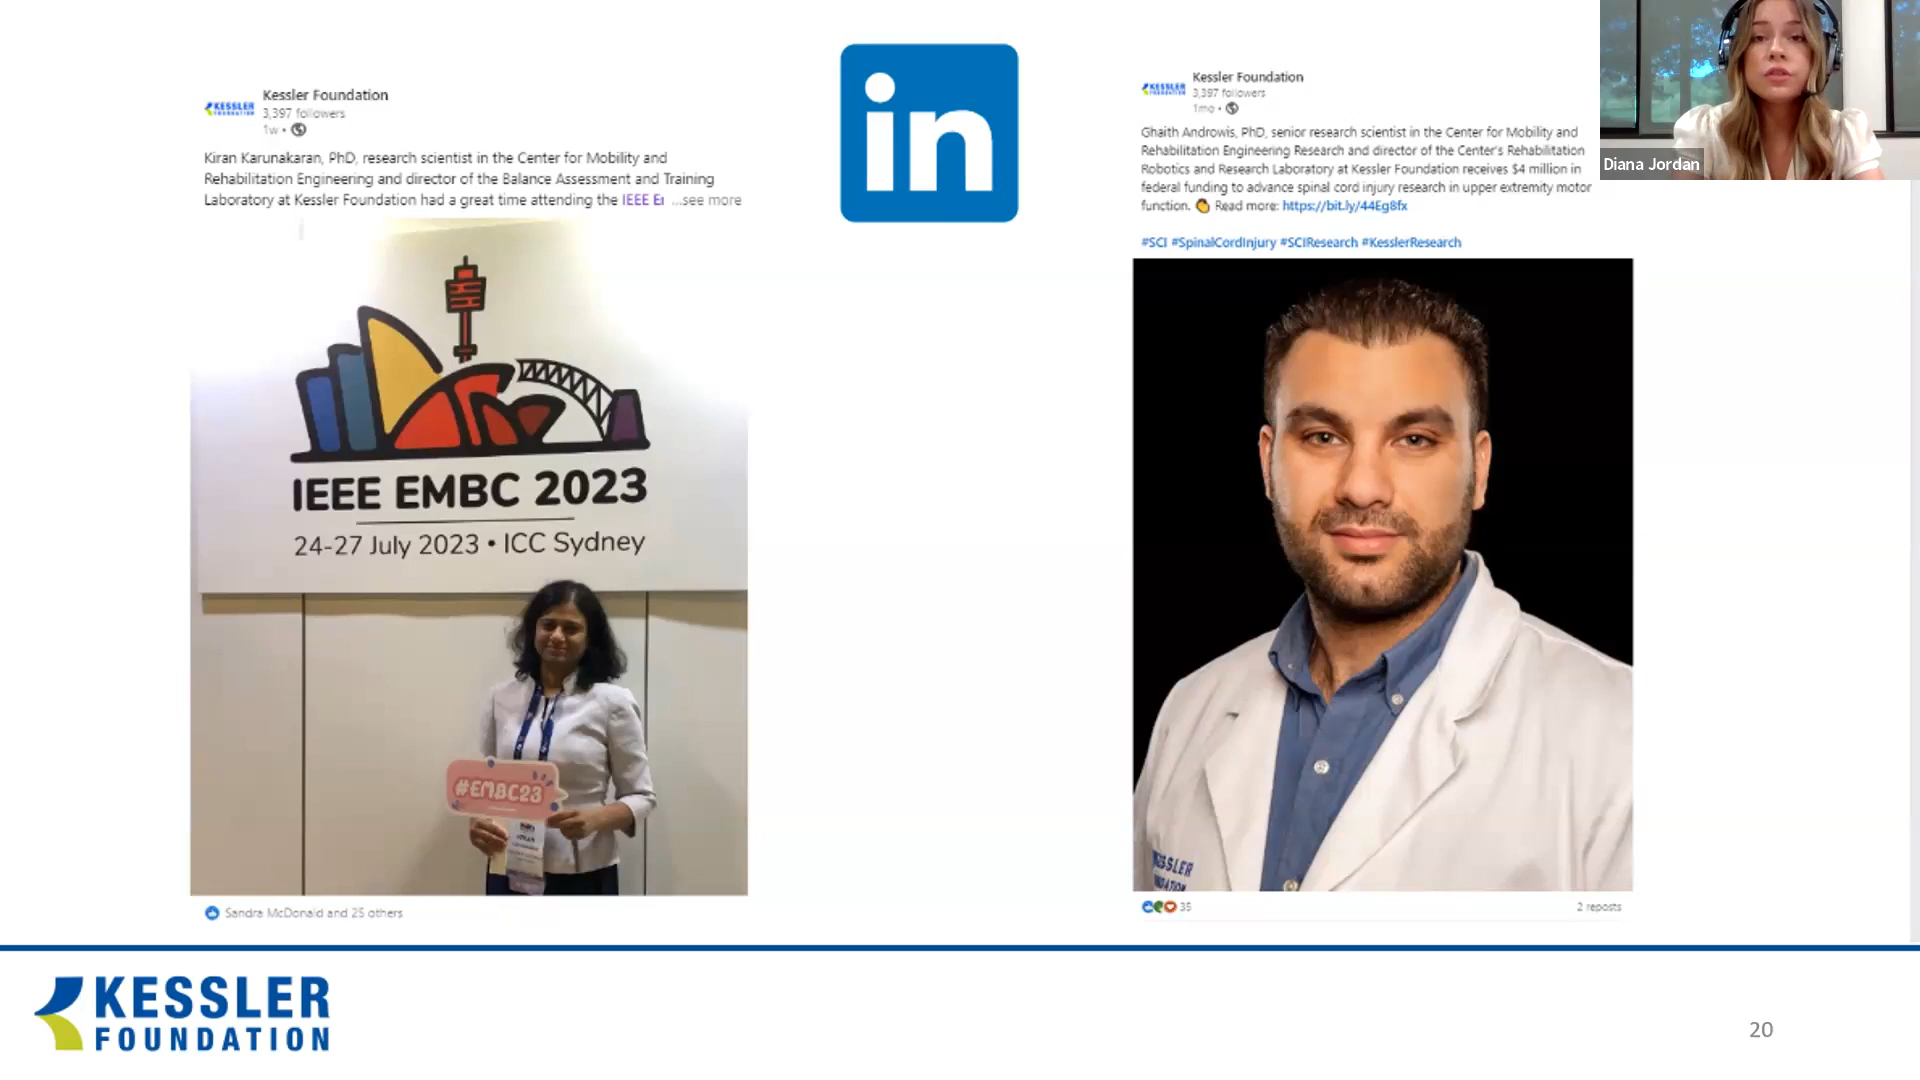 Kessler Foundation
3,397 followers
1w •
Kiran Karunakaran, PhD, research scientist in the Center for Mobility and
Rehabilitation Engineering and director of the Balance Assessment and Training
Laboratory at Kessler Foundation had a great time attending the IEEE Er ...see more
IEEE EMBC 2023
24-27 July 2023 • ICC Sydney
#EMBC23
Sandra McDonald and 25 others
in
KESSLER
FOUNDATION
Kessler Foundation
3,397 followers
1mo •
Ghaith Androwis, PhD, senior research scientist in the Center for Mobility and
Rehabilitation Engineering Research and director of the Center's Rehabilitation
Robotics and Research Laboratory at Kessler Foundation receives $4 million in
federal funding to advance spinal cord injury research in upper extremity motor
function. 👏 Read more: https://bit.ly/44Eg8fx
#SCI #SpinalCordInjury #SCIResearch #KesslerResearch
KESSLER
35
2 reposts
Diana Jordan
KESSLER
FOUNDATION
20